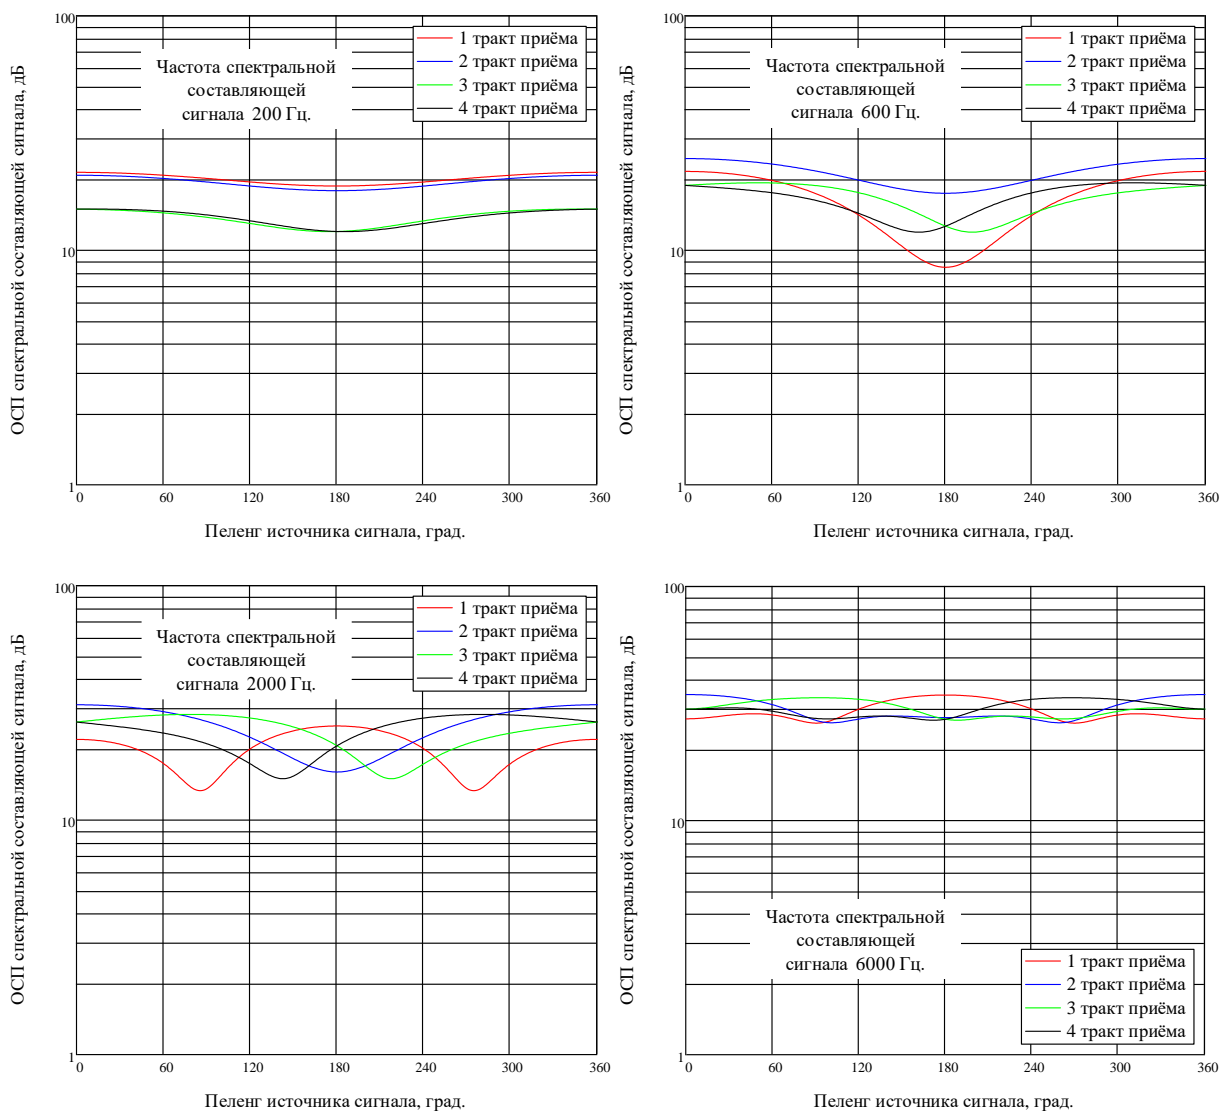 ОСП спектральной составляющей сигнала, дБ
100
10
1
Частота спектральной
составляющей
сигнала 200 Гц.
1 тракт приёма
2 тракт приёма
3 тракт приёма
4 тракт приёма
0 60 120 180 240 300 360
Пеленг источника сигнала, град.
ОСП спектральной составляющей сигнала, дБ
100
10
1
Частота спектральной
составляющей
сигнала 600 Гц.
1 тракт приёма
2 тракт приёма
3 тракт приёма
4 тракт приёма
0 60 120 180 240 300 360
Пеленг источника сигнала, град.
ОСП спектральной составляющей сигнала, дБ
100
10
1
Частота спектральной
составляющей
сигнала 2000 Гц.
1 тракт приёма
2 тракт приёма
3 тракт приёма
4 тракт приёма
0 60 120 180 240 300 360
Пеленг источника сигнала, град.
ОСП спектральной составляющей сигнала, дБ
100
10
1
Частота спектральной
составляющей
сигнала 6000 Гц.
1 тракт приёма
2 тракт приёма
3 тракт приёма
4 тракт приёма
0 60 120 180 240 300 360
Пеленг источника сигнала, град.